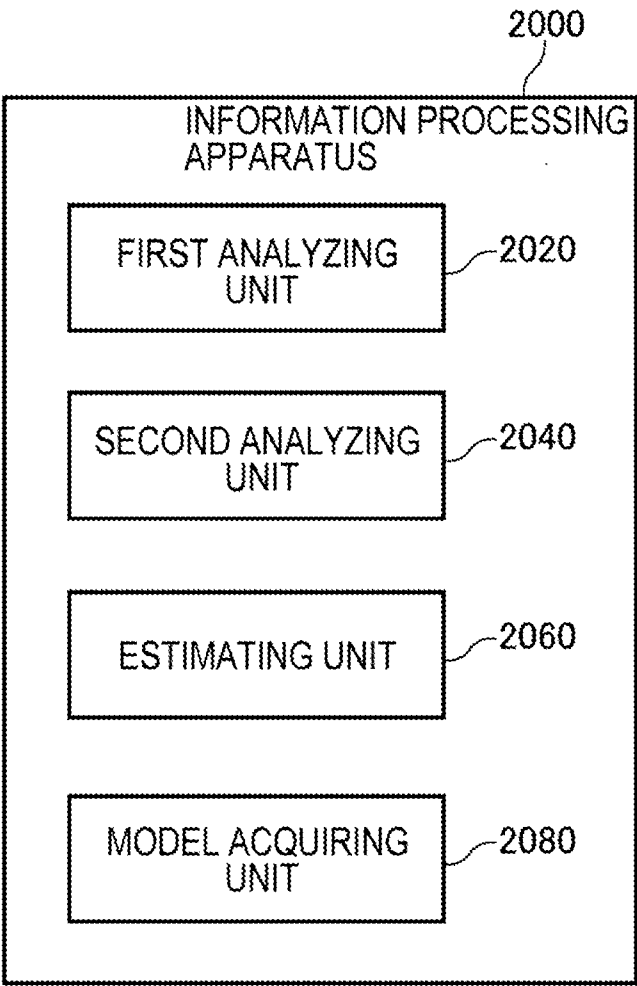 2000
INFORMATION PROCESSING
APPARATUS
FIRST ANALYZING
UNIT
2020
SECOND ANALYZING
UNIT
2040
ESTIMATING UNIT
2060
MODEL ACQUIRING
UNIT
2080